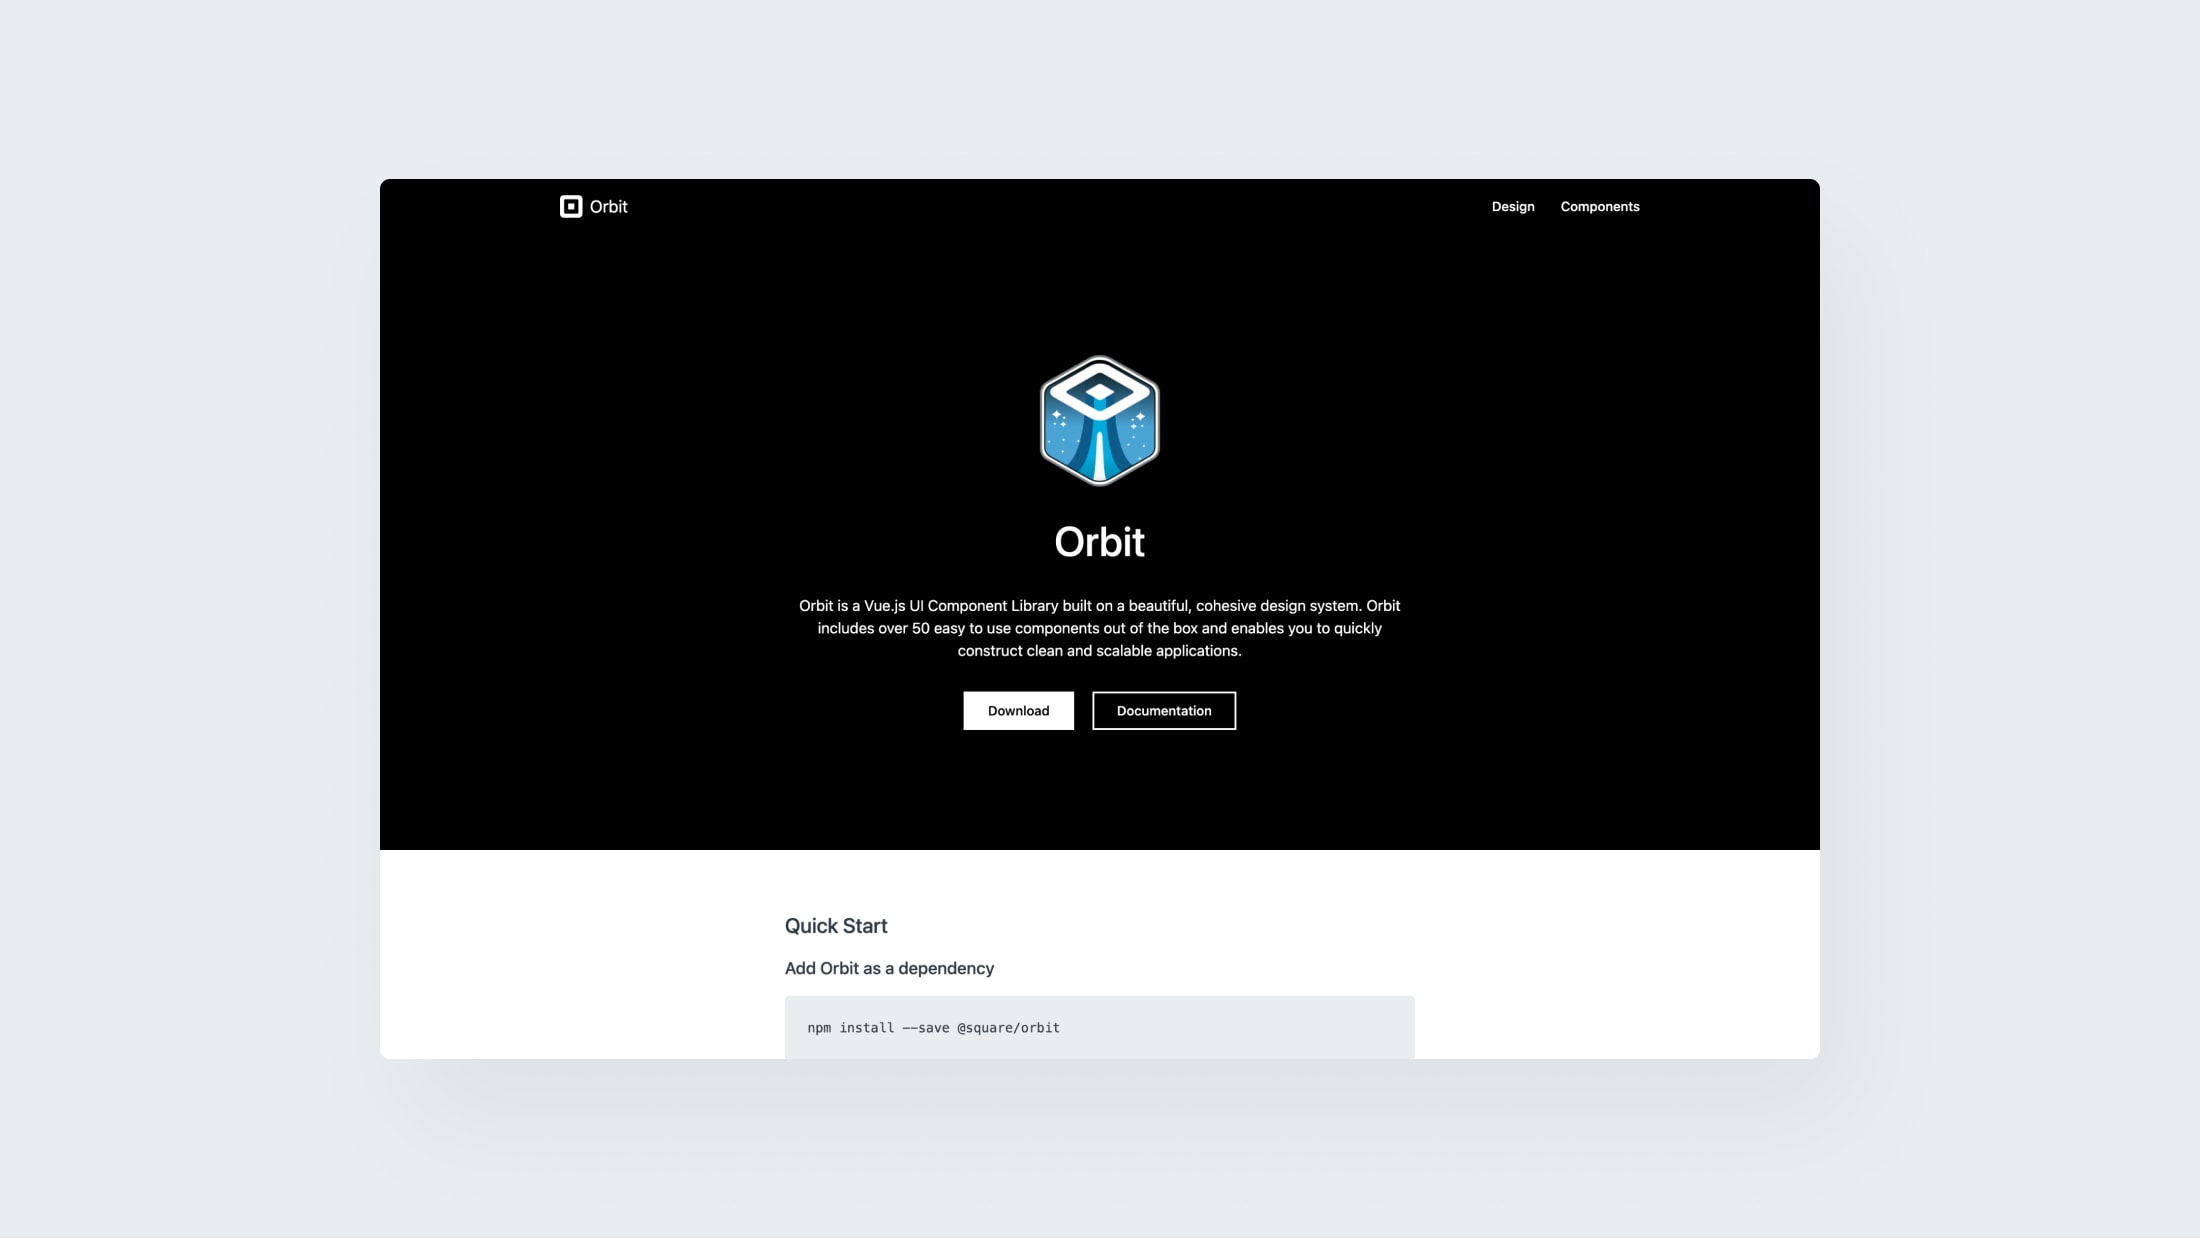 Orbit
Design
Components
Orbit
Orbit is a Vue.js UI Component Library built on a beautiful, cohesive design system. Orbit
includes over 50 easy to use components out of the box and enables you to quickly
construct clean and scalable applications.
Download
Documentation
Quick Start
Add Orbit as a dependency
npm install --save @square/orbit